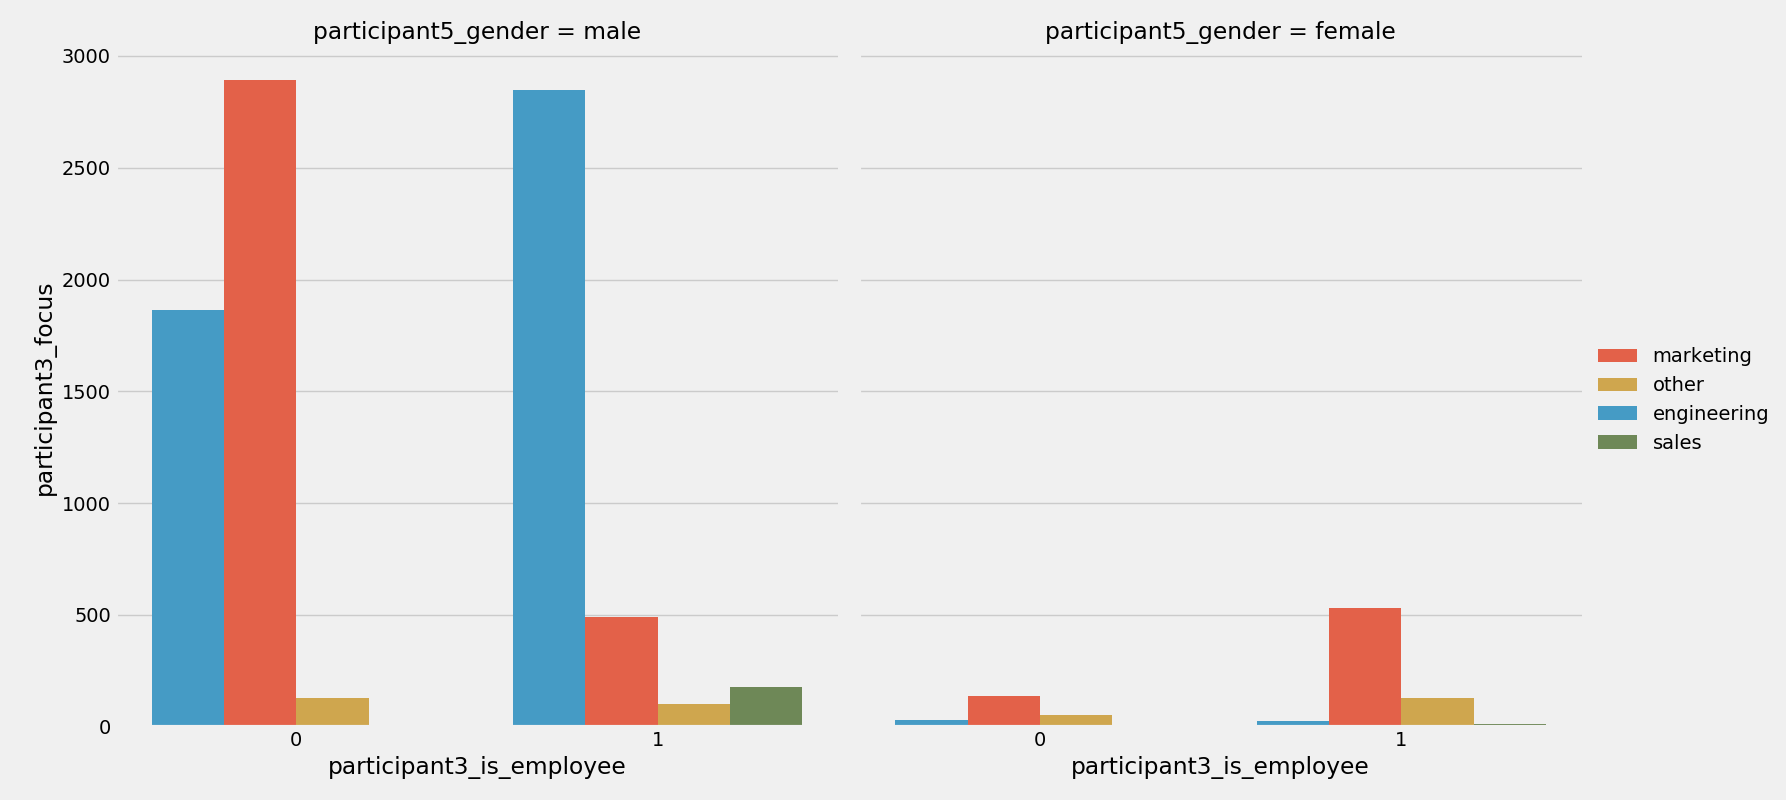 participant5_gender = male
participant5_gender = female
3000
2500
2000
1500
1000
500
0
participant3_focus
0
1
0
1
participant3_is_employee
participant3_is_employee
marketing
other
engineering
sales